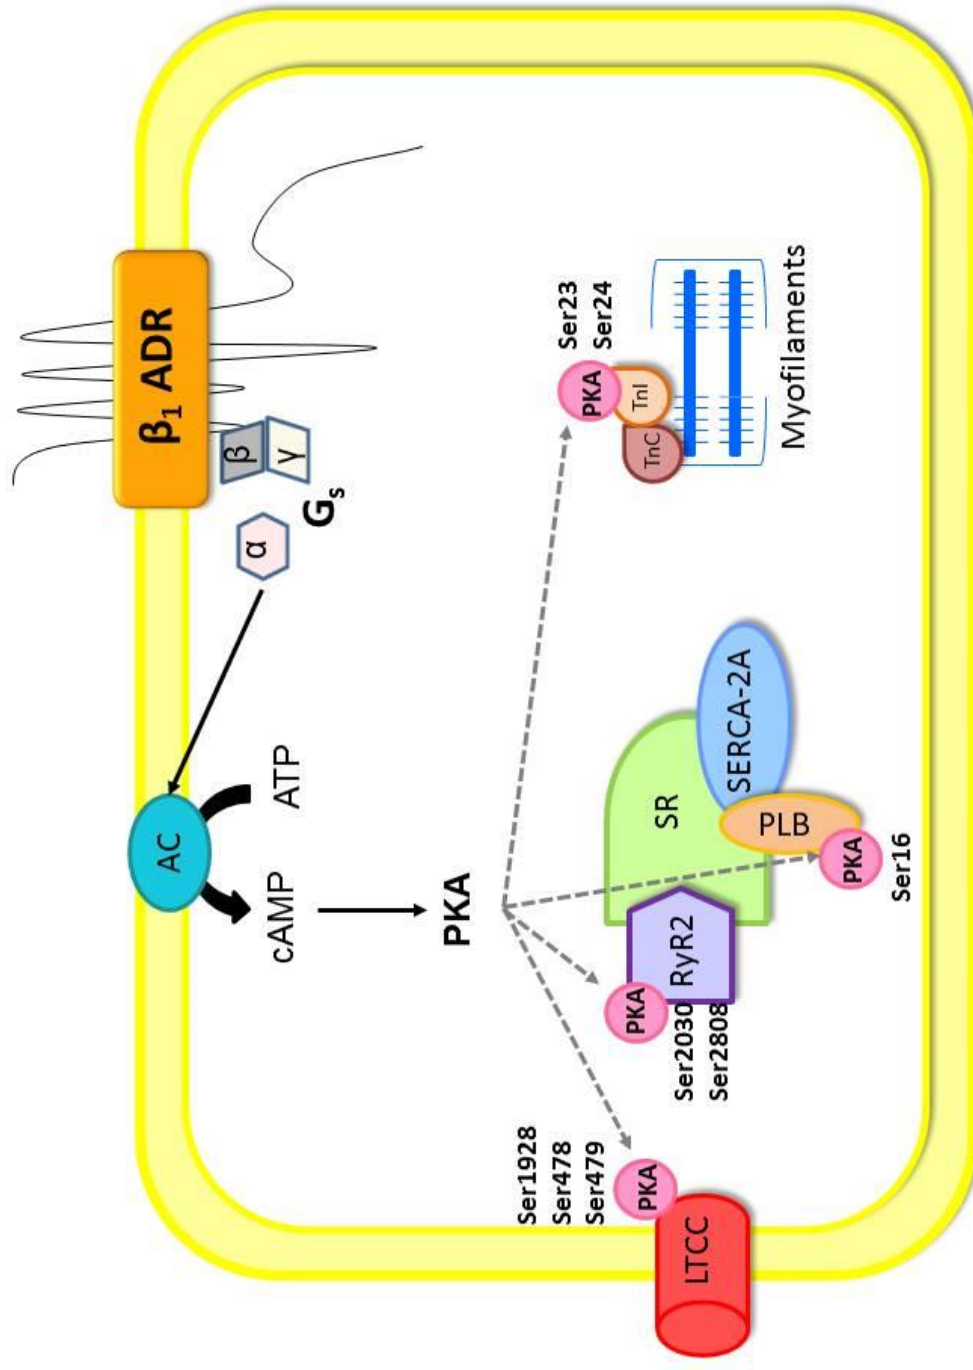 β₁ ADR
β
γ
α
Gₛ
AC
ATP
cAMP
PKA
Ser1928
Ser478
Ser479
PKA
LTCC
PKA
RyR2
Ser2030
Ser2808
SR
SERCA-2A
PLB
PKA
Ser16
PKA
Ser23
Ser24
TnC
TnI
Myofilaments